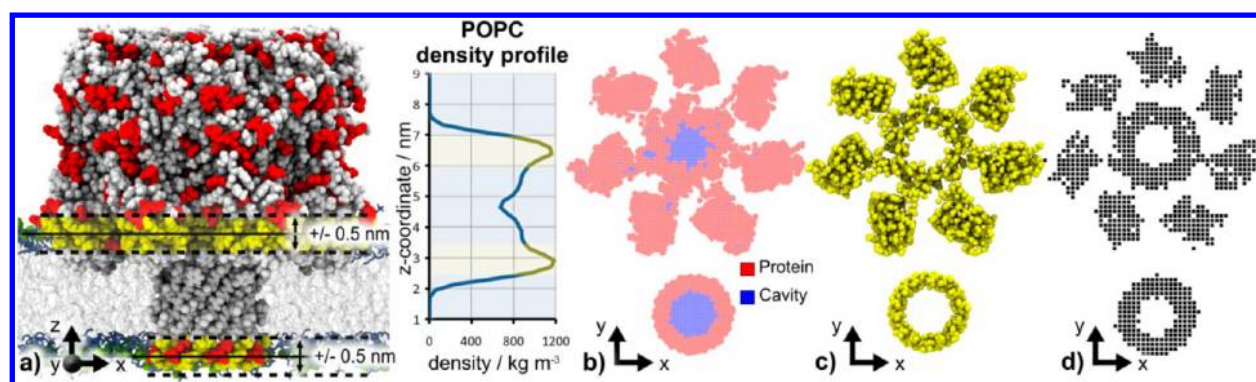 POPC
density profile
+/- 0.5 nm
+/- 0.5 nm
z
y x
a)
z-coordinate / nm
9
8
7
6
5
4
3
2
1
0 400 800 1200
density / kg m⁻³
Protein
Cavity
y
x
b)
y
x
c)
y
x
d)